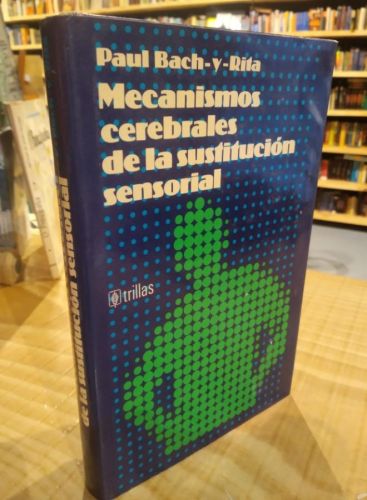 Paul Bach-y-Rita
Mecanismos
cerebrales
de la sustitución
sensorial
trillas
de la sustitución sensorial